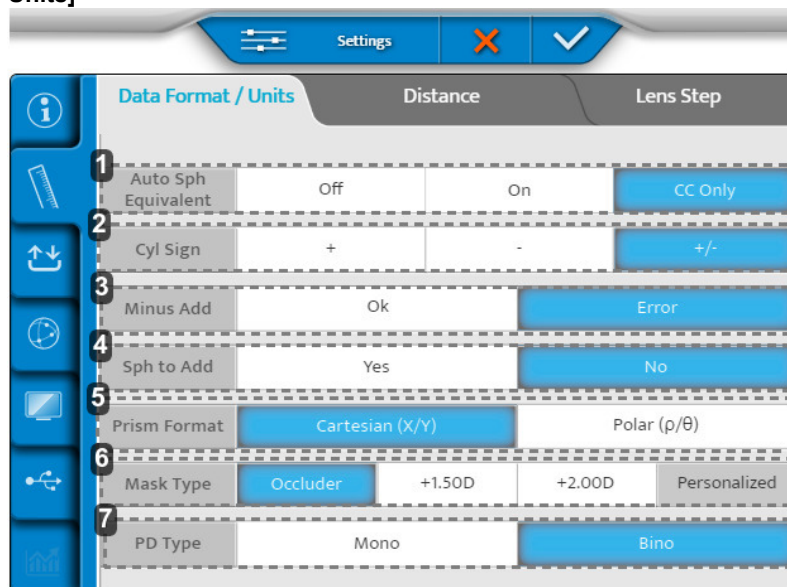 Units]
Settings
Data Format / Units Distance Lens Step
1
Auto Sph Equivalent Off On CC Only
2
Cyl Sign + - +/-
3
Minus Add Ok Error
4
Sph to Add Yes No
5
Prism Format Cartesian (X/Y) Polar (ρ/θ)
6
Mask Type Occluder +1.50D +2.00D Personalized
7
PD Type Mono Bino